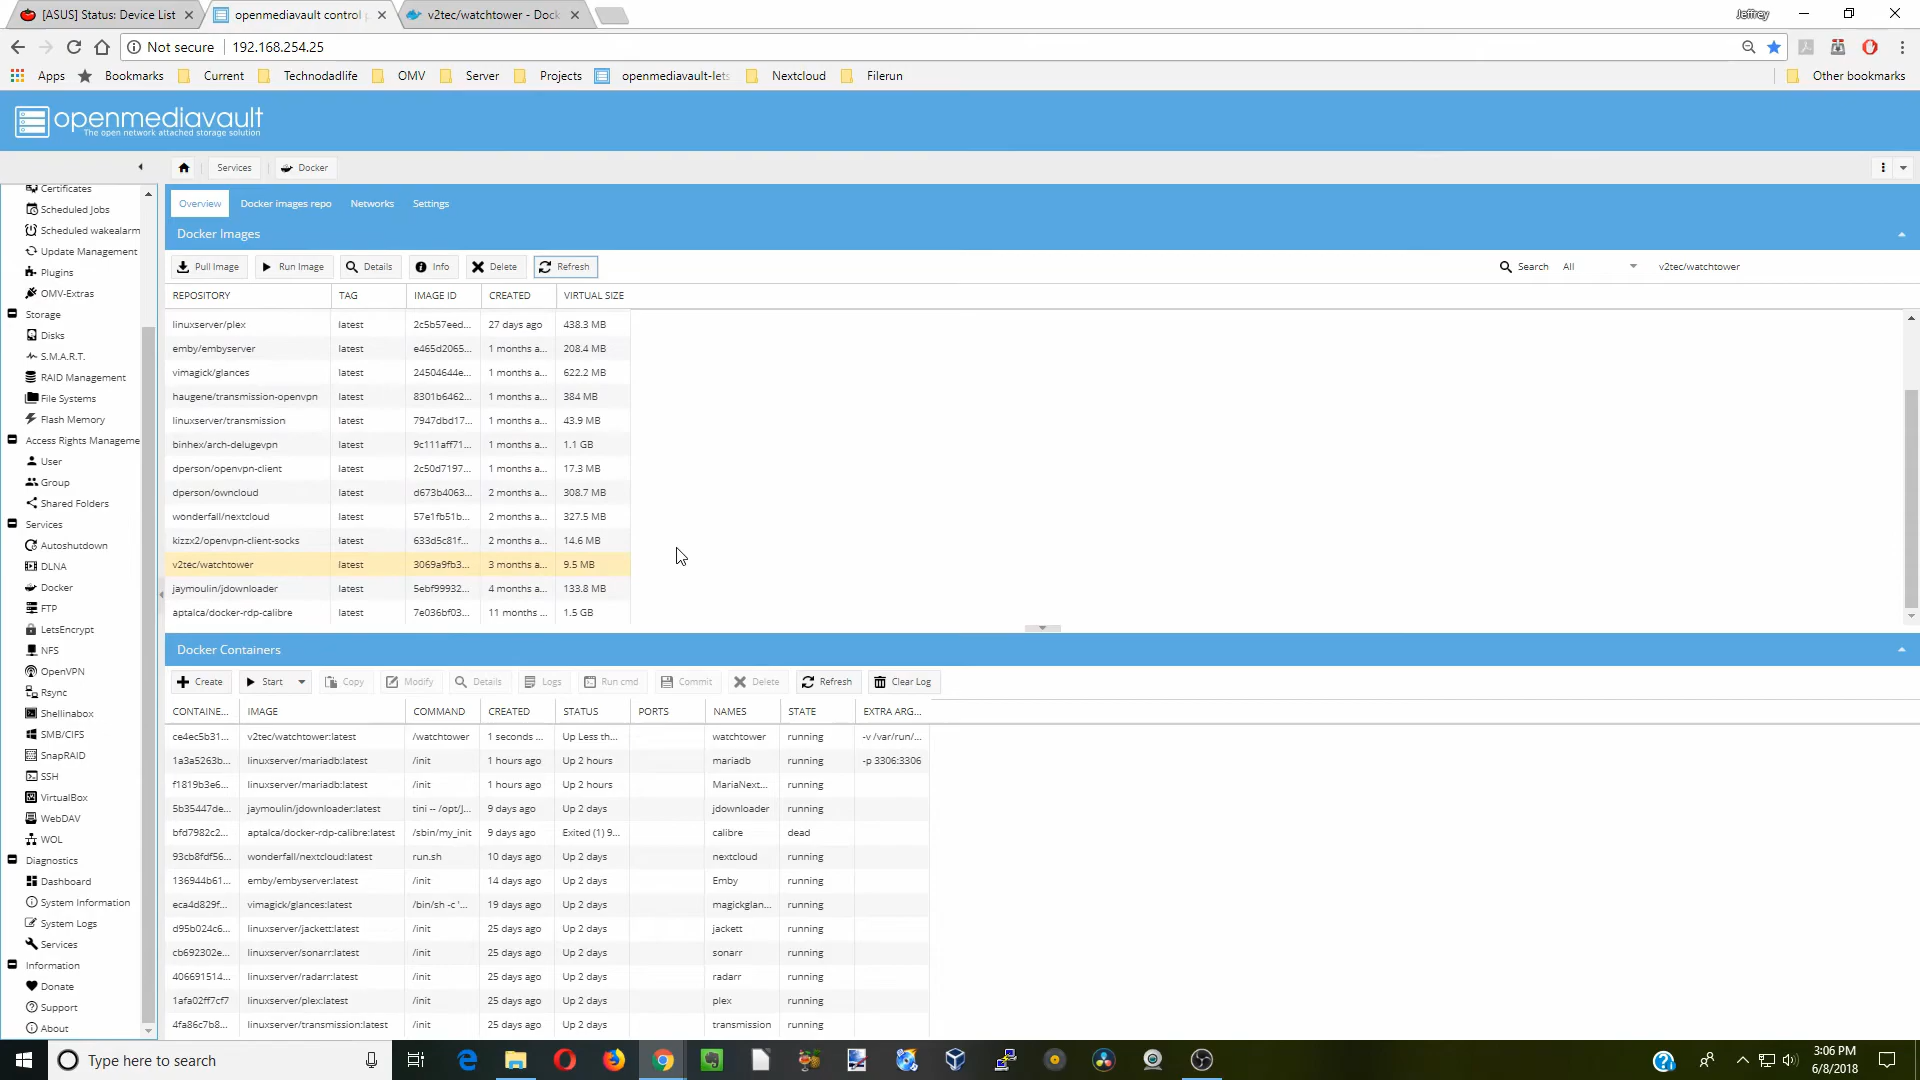 [ASUS] Status: Device List
openmediavault control
v2tec/watchtower - Dock
Jeffrey
Not secure
192.168.254.25
Apps
Bookmarks
Current
Technodadlife
OMV
Server
Projects
openmediavault-lets
Nextcloud
Filerun
Other bookmarks
openmediavault
The open network attached storage solution
Services
Docker
Certificates
Scheduled Jobs
Scheduled wakealarm
Update Management
Plugins
OMV-Extras
Storage
Disks
S.M.A.R.T.
RAID Management
File Systems
Flash Memory
Access Rights Manageme
User
Group
Shared Folders
Services
Autoshutdown
DLNA
Docker
FTP
LetsEncrypt
NFS
OpenVPN
Rsync
Shellinabox
SMB/CIFS
SnapRAID
SSH
VirtualBox
WebDAV
WOL
Diagnostics
Dashboard
System Information
System Logs
Services
Information
Donate
Support
About
Overview Docker images repo Networks Settings
Docker Images
Pull Image Run Image Details Info Delete Refresh Search All v2tec/watchtower
REPOSITORY TAG IMAGE ID CREATED VIRTUAL SIZE
linuxserver/plex latest 2c5b57eed... 27 days ago 438.3 MB
emby/embyserver latest e465d2065... 1 months a... 208.4 MB
vimagick/glances latest 24504644e... 1 months a... 622.2 MB
haugene/transmission-openvpn latest 8301b6462... 1 months a... 384 MB
linuxserver/transmission latest 7947dbd17... 1 months a... 43.9 MB
binhex/arch-delugevpn latest 9c111aff71... 1 months a... 1.1 GB
dperson/openvpn-client latest 2c50d7197... 1 months a... 17.3 MB
dperson/owncloud latest d673b4063... 2 months a... 308.7 MB
wonderfall/nextcloud latest 57e1fb51b... 2 months a... 327.5 MB
kizzx2/openvpn-client-socks latest 633d5c81f... 2 months a... 14.6 MB
v2tec/watchtower latest 3069a9fb3... 3 months a... 9.5 MB
jaymoulin/jdownloader latest 5ebf99932... 4 months a... 133.8 MB
aptalca/docker-rdp-calibre latest 7e036bf03... 11 months ... 1.5 GB
Docker Containers
Create Start Copy Modify Details Logs Run cmd Commit Delete Refresh Clear Log
CONTAINE... IMAGE COMMAND CREATED STATUS PORTS NAMES STATE EXTRA ARG...
ce4ec5b31... v2tec/watchtower:latest /watchtower 1 seconds ... Up Less th... watchtower running -v /var/run/...
1a3a5263b... linuxserver/mariadb:latest /init 1 hours ago Up 2 hours mariadb running -p 3306:3306
f1819b3e6... linuxserver/mariadb:latest /init 1 hours ago Up 2 hours MariaNext... running
5b35447de... jaymoulin/jdownloader:latest tini -- /opt/J... 9 days ago Up 2 days jdownloader running
bfd7982c2... aptalca/docker-rdp-calibre:latest /sbin/my_init 9 days ago Exited (1) 9... calibre dead
93cb8fdf56... wonderfall/nextcloud:latest run.sh 10 days ago Up 2 days nextcloud running
136944b61... emby/embyserver:latest /init 14 days ago Up 2 days Emby running
eca4d829f... vimagick/glances:latest /bin/sh -c '... 19 days ago Up 2 days magickglan... running
d95b024c6... linuxserver/jackett:latest /init 25 days ago Up 2 days jackett running
cb692302e... linuxserver/sonarr:latest /init 25 days ago Up 2 days sonarr running
406691514... linuxserver/radarr:latest /init 25 days ago Up 2 days radarr running
1afa02ff7cf7 linuxserver/plex:latest /init 25 days ago Up 2 days plex running
4fa86c7b8... linuxserver/transmission:latest /init 25 days ago Up 2 days transmission running
Type here to search
3:06 PM
6/8/2018